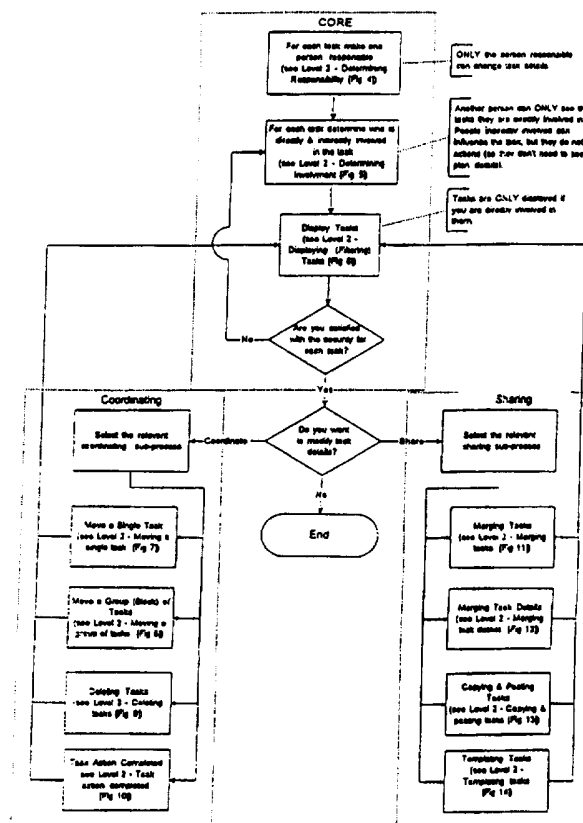 CORE
For each task make one
person responsible
(see Level 2 - Determining
Responsibility (Fig 4))
ONLY the person responsible
can change task details
For each task determine who is
directly & indirectly involved
in the task
(see Level 2 - Determining
Involvement (Fig 5))
Another person can ONLY see the
tasks they are directly involved in
People indirectly involved can
influence the task, but they do not
actions (so they don't need to see
plan details)
Display Tasks
(see Level 2 -
Displaying (Filtering)
Tasks (Fig 6))
Tasks are ONLY displayed if
you are directly involved in
them.
Are you satisfied
with the security for
each task?
No
Yes
Coordinating
Sharing
Select the relevant
coordinating sub-process
Coordinate
Do you want
to modify task
details?
Share
Select the relevant
sharing sub-process
No
End
Move a Single Task
(see Level 2 - Moving a
single task (Fig 7))
Merging Tasks
(see Level 2 - Merging
tasks (Fig 11))
Move a Group (Block) of
Tasks
(see Level 2 - Moving a
group of tasks (Fig 8))
Merging Task Details
(see Level 2 - Merging
task details (Fig 12))
Deleting Tasks
(see Level 2 - Deleting
tasks (Fig 9))
Copying & Pasting
Tasks
(see Level 2 - Copying &
pasting tasks (Fig 13))
Task Action Completed
see Level 2 - Task
action completed
(Fig 10))
Templating Tasks
(see Level 2 -
Templating tasks
(Fig 14))